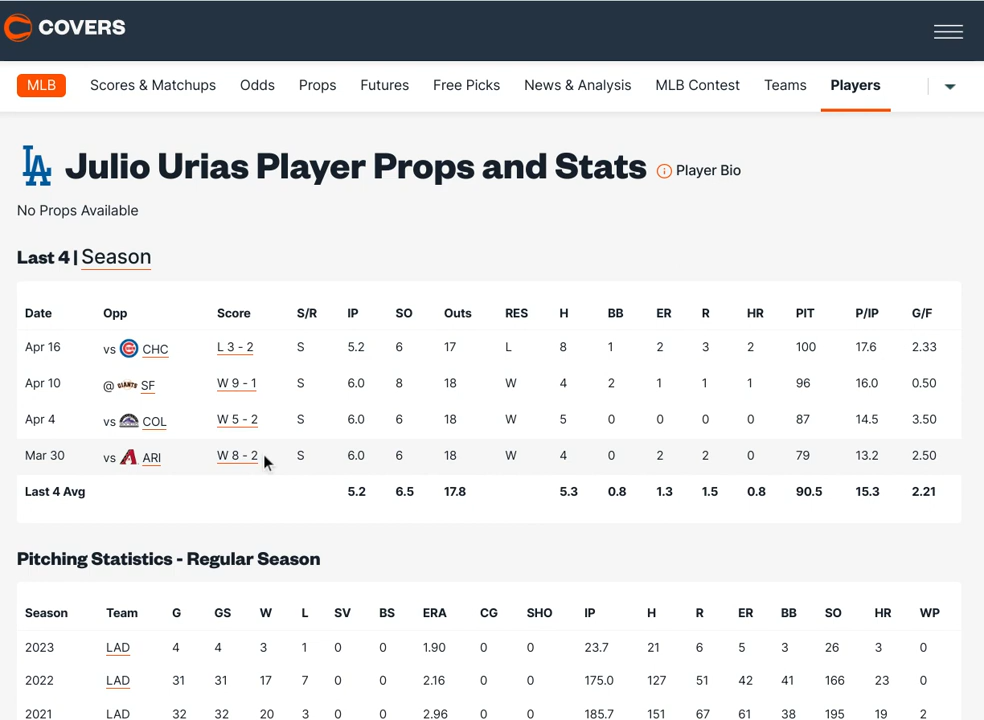 COVERS
MLB Scores & Matchups Odds Props Futures Free Picks News & Analysis MLB Contest Teams Players
LA Julio Urias Player Props and Stats Player Bio
No Props Available
Last 4 | Season
Date Opp Score S/R IP SO Outs RES H BB ER R HR PIT P/IP G/F
Apr 16 vs CHC L 3 - 2 S 5.2 6 17 L 8 1 2 3 2 100 17.6 2.33
Apr 10 @ GIANTS SF W 9 - 1 S 6.0 8 18 W 4 2 1 1 1 96 16.0 0.50
Apr 4 vs COL W 5 - 2 S 6.0 6 18 W 5 0 0 0 0 87 14.5 3.50
Mar 30 vs ARI W 8 - 2 S 6.0 6 18 W 4 0 2 2 0 79 13.2 2.50
Last 4 Avg 5.2 6.5 17.8 5.3 0.8 1.3 1.5 0.8 90.5 15.3 2.21
Pitching Statistics - Regular Season
Season Team G GS W L SV BS ERA CG SHO IP H R ER BB SO HR WP
2023 LAD 4 4 3 1 0 0 1.90 0 0 23.7 21 6 5 3 26 3 0
2022 LAD 31 31 17 7 0 0 2.16 0 0 175.0 127 51 42 41 166 23 0
2021 LAD 32 32 20 3 0 0 2.96 0 0 185.7 151 67 61 38 195 19 2